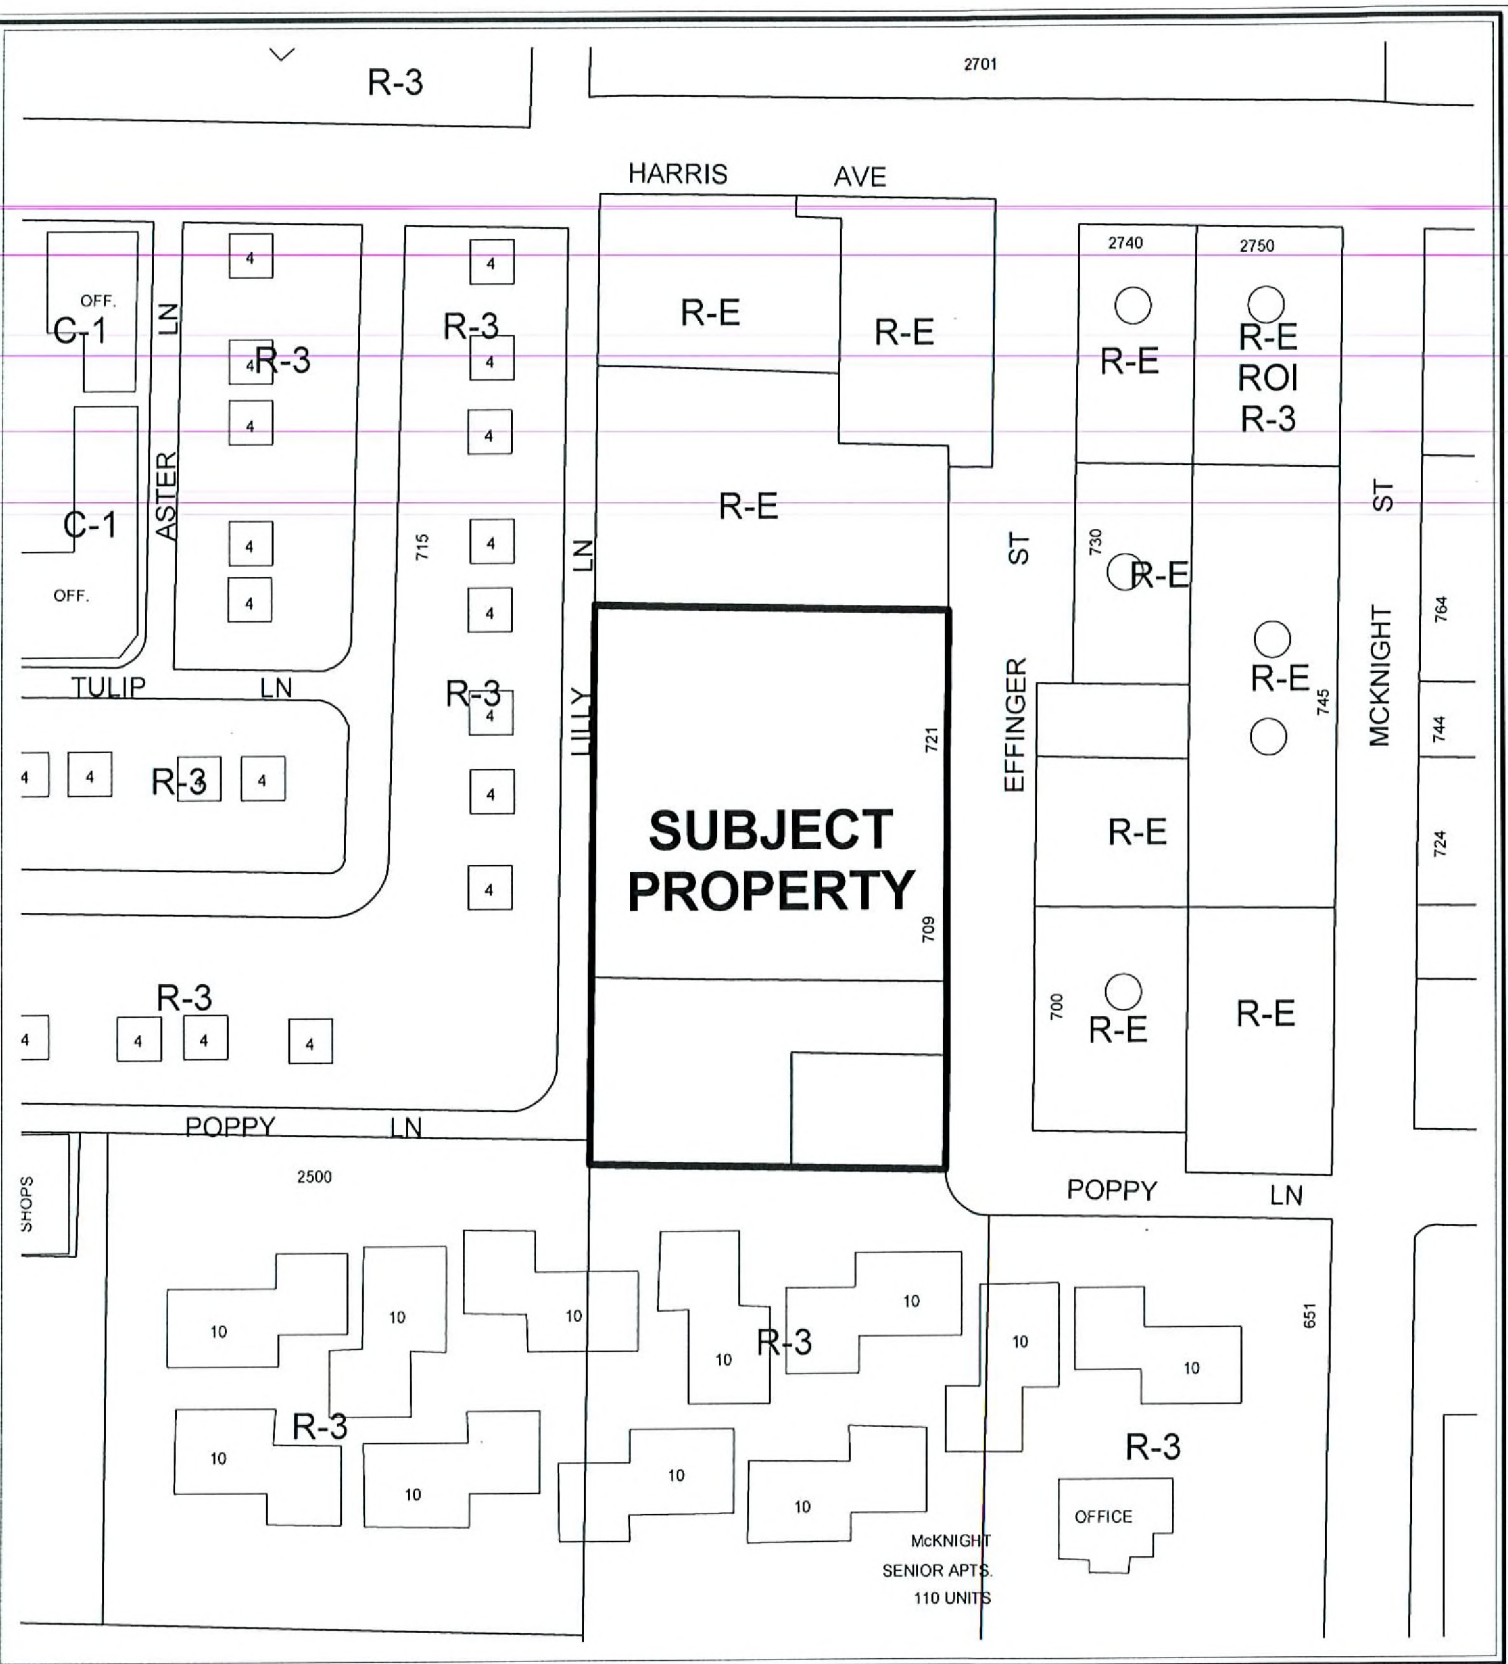 R-3
2701
HARRIS AVE
2740
2750
4
4
OFF.
C-1
LN
R-3
R-E
R-E
R-E
R-E
ROI
R-3
4
R-3
4
4
4
R-E
ST
C-1
ASTER
715
LN
ST
730
R-E
4
4
OFF.
4
4
764
TULIP LN
R-3
4
LILLY
EFFINGER
R-E
745
MCKNIGHT
721
744
4
4
R-3
4
4
4
SUBJECT
PROPERTY
R-E
724
4
709
R-3
700
R-E
R-E
4
4
4
4
POPPY LN
2500
SHOPS
POPPY LN
10
10
10
10
R-3
10
10
10
651
R-3
10
10
10
10
R-3
OFFICE
McKNIGHT
SENIOR APTS.
110 UNITS